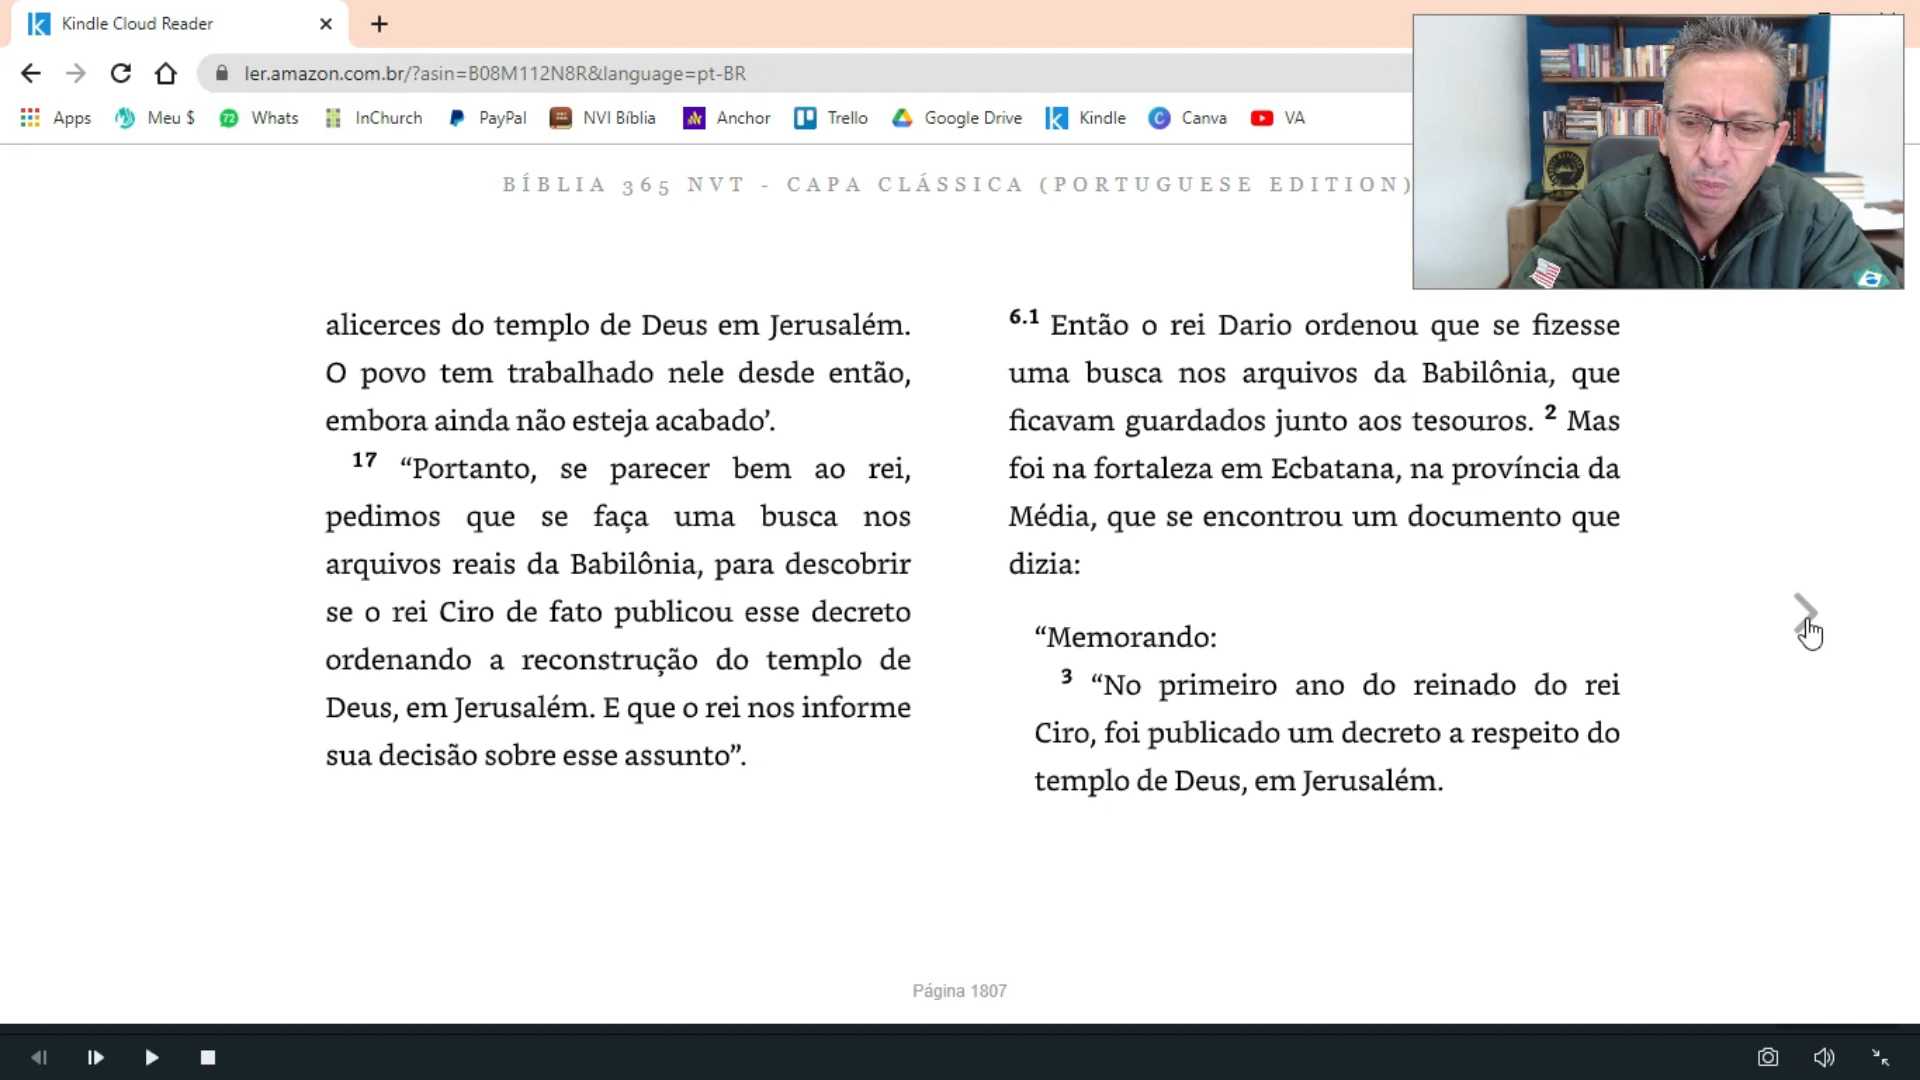 Kindle Cloud Reader
ler.amazon.com.br/?asin=B08M112N8R&language=pt-BR
Apps Meu $ Whats InChurch PayPal NVI Bíblia Anchor Trello Google Drive Kindle Canva VA
BÍBLIA 365 NVT - CAPA CLÁSSICA (PORTUGUESE EDITION)
alicerces do templo de Deus em Jerusalém.
O povo tem trabalhado nele desde então,
embora ainda não esteja acabado’.
17 “Portanto, se parecer bem ao rei,
pedimos que se faça uma busca nos
arquivos reais da Babilônia, para descobrir
se o rei Ciro de fato publicou esse decreto
ordenando a reconstrução do templo de
Deus, em Jerusalém. E que o rei nos informe
sua decisão sobre esse assunto”.
6.1 Então o rei Dario ordenou que se fizesse
uma busca nos arquivos da Babilônia, que
ficavam guardados junto aos tesouros. 2 Mas
foi na fortaleza em Ecbatana, na província da
Média, que se encontrou um documento que
dizia:
“Memorando:
3 “No primeiro ano do reinado do rei
Ciro, foi publicado um decreto a respeito do
templo de Deus, em Jerusalém.
Página 1807